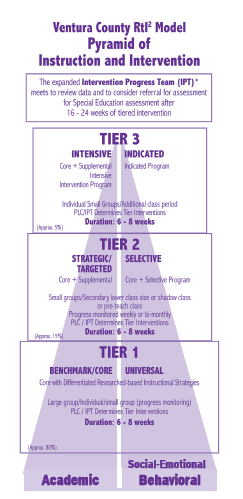 Ventura County RtI² Model
Pyramid of
Instruction and Intervention
The expanded Intervention Progress Team (IPT)*
meets to review data and to consider referral for assessment
for Special Education assessment after
16 - 24 weeks of tiered intervention
TIER 3
INTENSIVE INDICATED
Core + Supplemental Indicated Program
Intensive
Intervention Program
Individual Small Groups/Additional class period
PLC/IPT Determines Tier Interventions
Duration: 6 - 8 weeks
(Approx. 5%)
TIER 2
STRATEGIC/ SELECTIVE
TARGETED
Core + Supplemental Core + Selective Program
Small groups/Secondary lower class size or shadow class
or pre-teach class
Progress monitored weekly or bi-monthly
PLC / IPT Determines Tier Interventions
Duration: 6 - 8 weeks
(Approx. 15%)
TIER 1
BENCHMARK/CORE UNIVERSAL
Core with Differentiated Researched-based Instructional Strategies
Large group/Individual/small group (progress monitoring)
PLC / IPT Determines Tier Interventions
Duration: 6 - 8 weeks
(Approx. 80%)
Academic
Social-Emotional
Behavioral